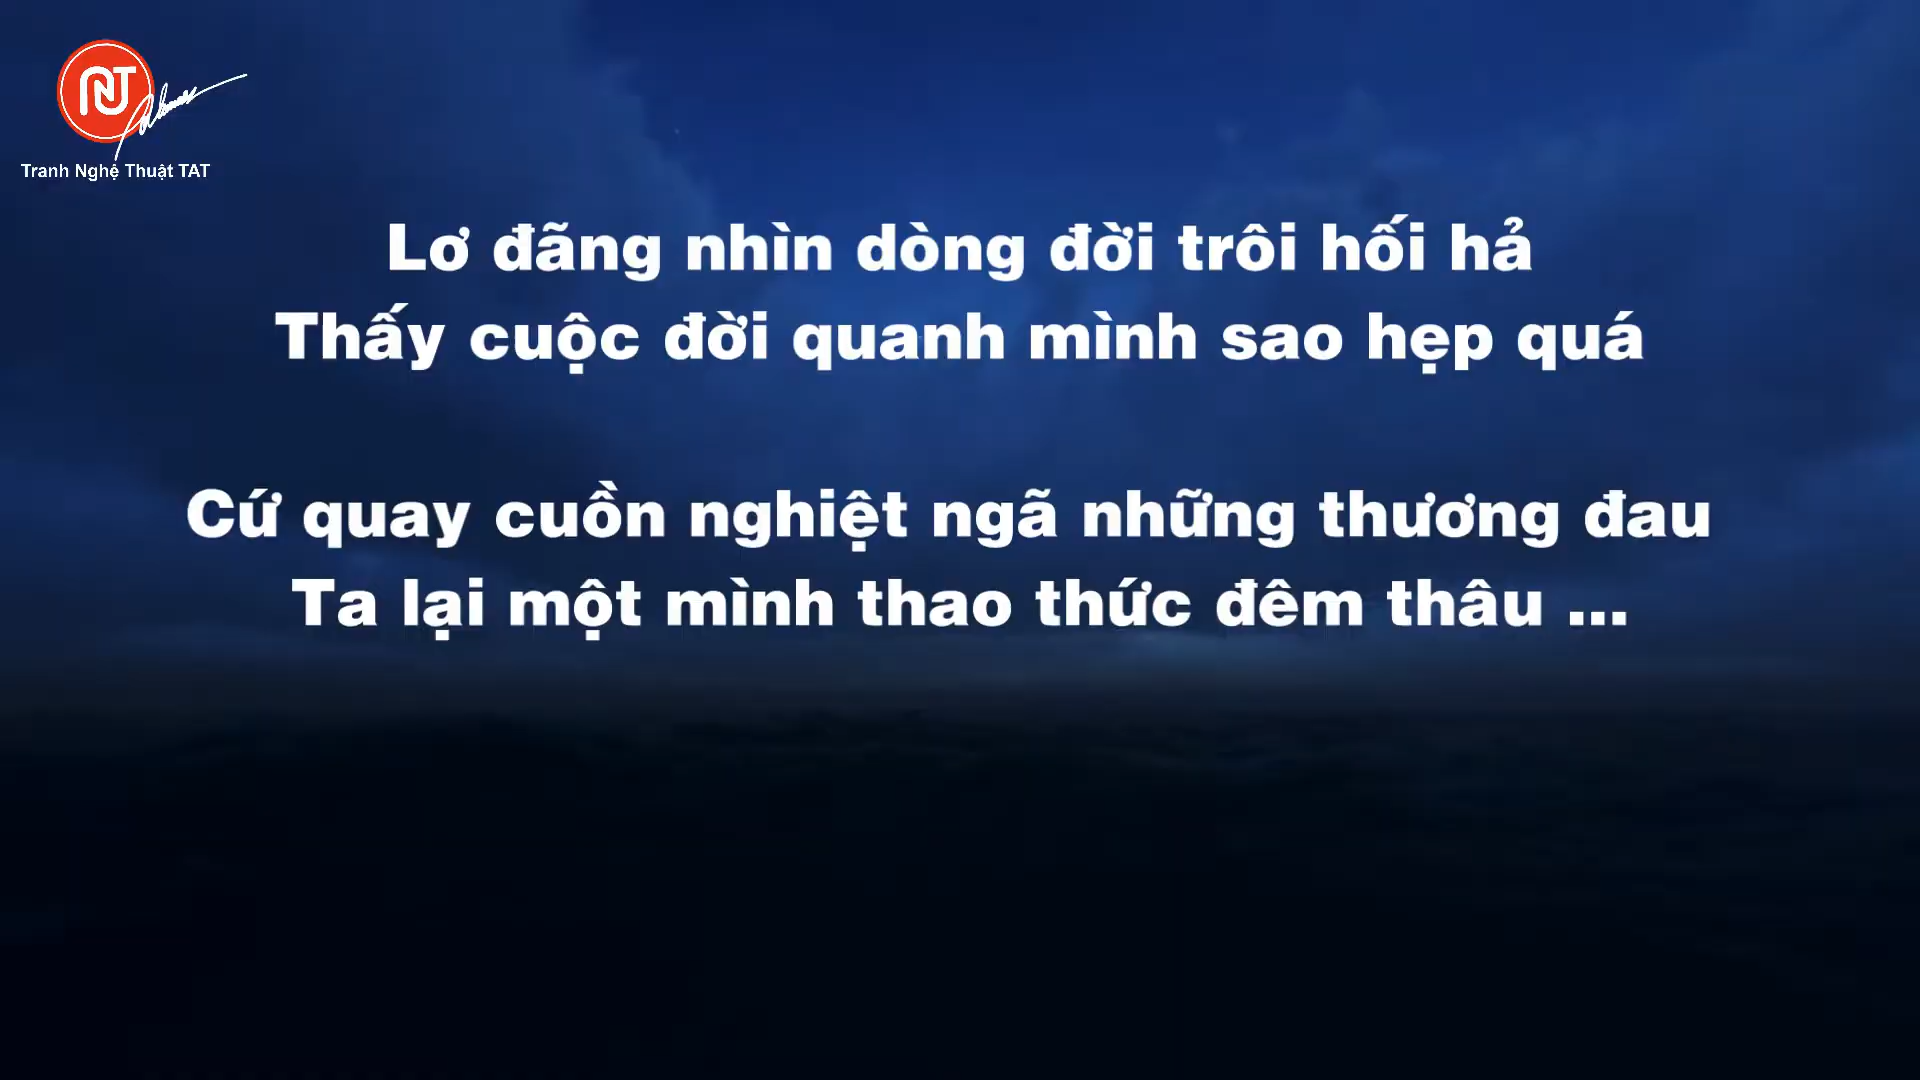 Tranh Nghệ Thuật TAT
Lơ đãng nhìn dòng đời trôi hối hả
Thấy cuộc đời quanh mình sao hẹp quá
Cứ quay cuồn nghiệt ngã những thương đau
Ta lại một mình thao thức đêm thâu ...